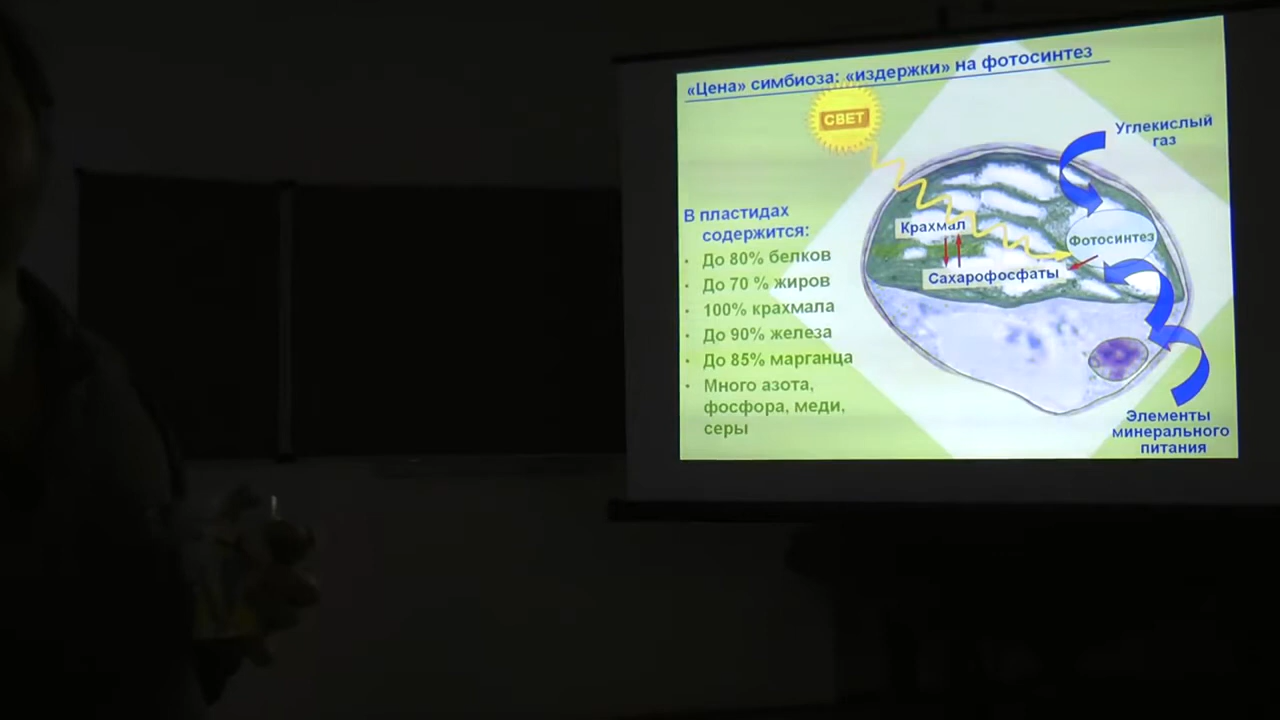 «Цена» симбиоза: «издержки» на фотосинтез
СВЕТ
Углекислый
газ
В пластидах
содержится:
• До 80% белков
• До 70 % жиров
• 100% крахмала
• До 90% железа
• До 85% марганца
• Много азота,
фосфора, меди,
серы
Крахмал
Фотосинтез
Сахарофосфаты
Элементы
минерального
питания